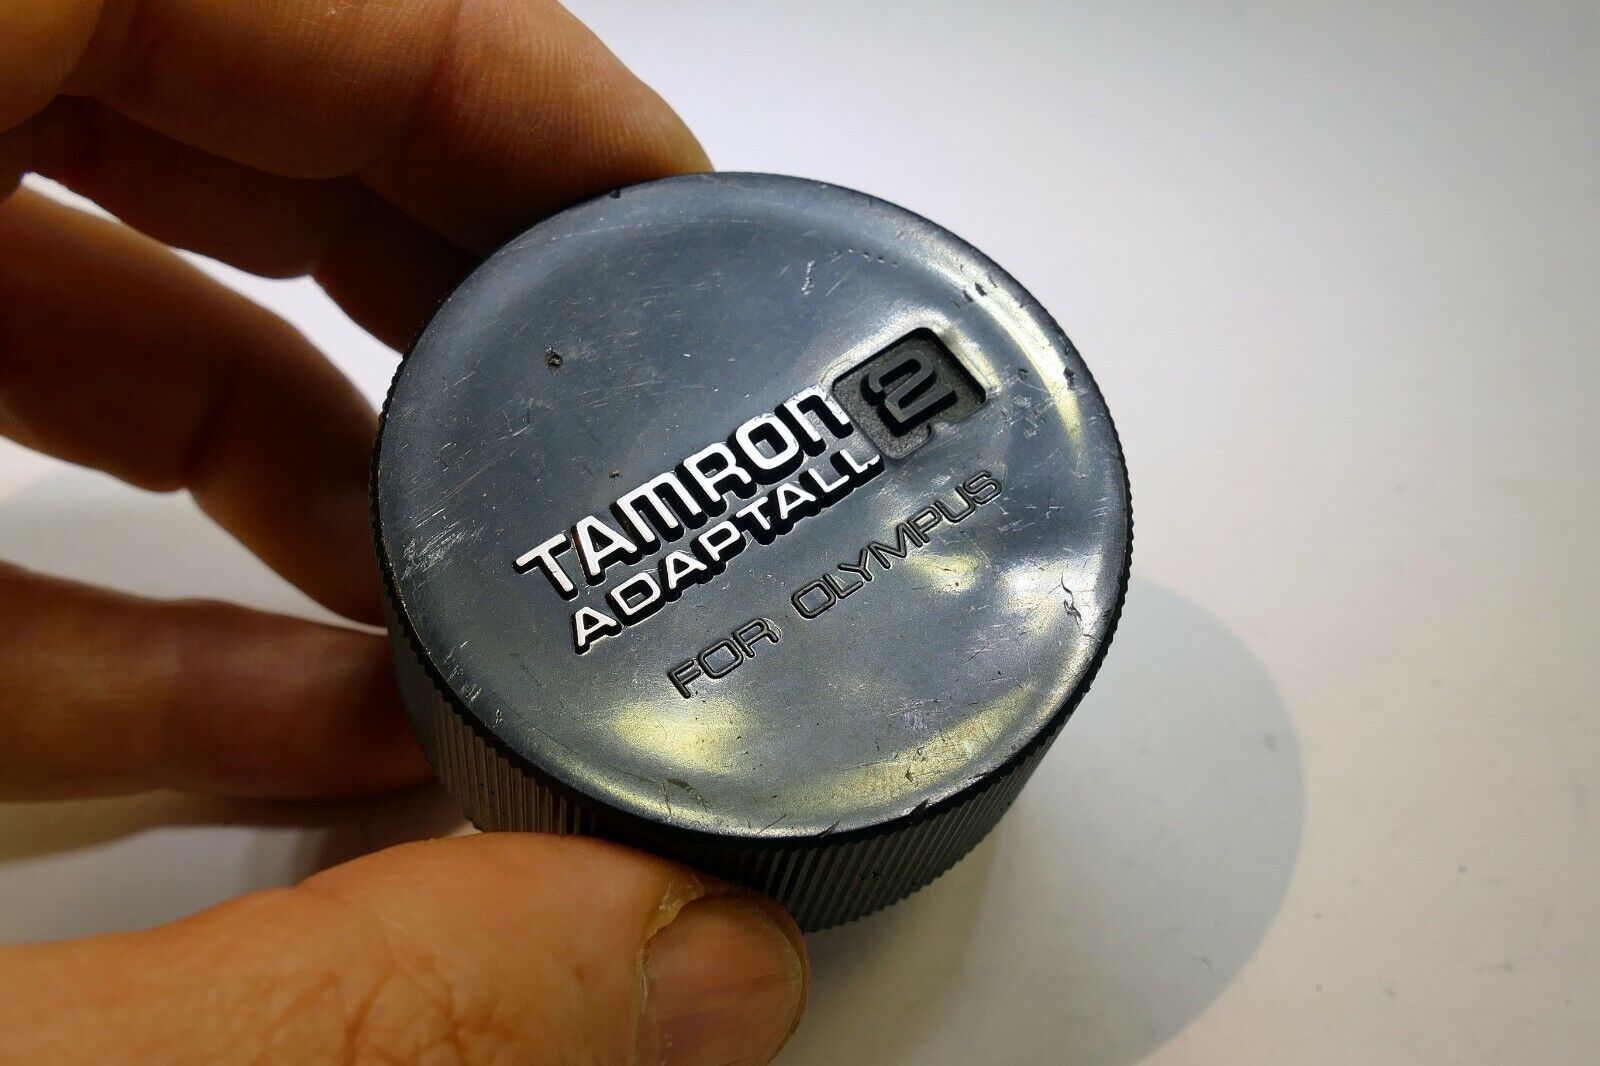 TAMRON 2
ADAPTALL
FOR OLYMPUS